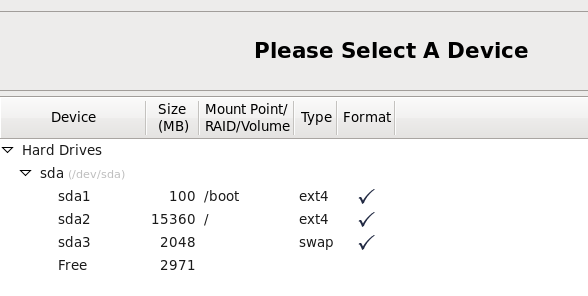 Please Select A Device
Device Size (MB) Mount Point/ RAID/Volume Type Format
Hard Drives
sda (/dev/sda)
sda1 100 /boot ext4 ✓
sda2 15360 / ext4 ✓
sda3 2048 swap ✓
Free 2971